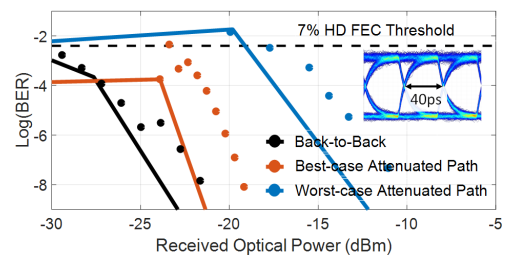 7% HD FEC Threshold
-2
-4
-6
-8
Log(BER)
40ps
Back-to-Back
Best-case Attenuated Path
Worst-case Attenuated Path
-30 -25 -20 -15 -10 -5
Received Optical Power (dBm)